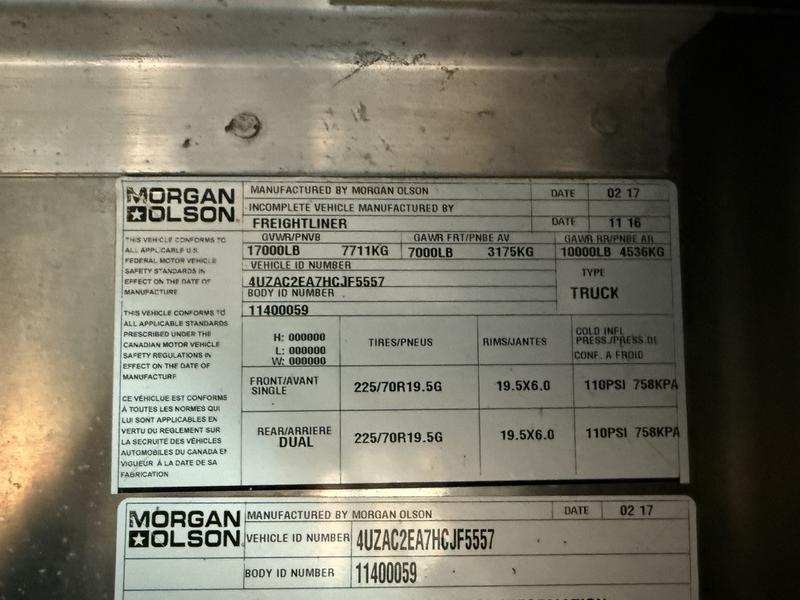 MORGAN OLSON
MANUFACTURED BY MORGAN OLSON DATE 02 17
INCOMPLETE VEHICLE MANUFACTURED BY
FREIGHTLINER DATE 11 16
GVWR/PNVB GAWR FRT/PNBE AV GAWR RR/PNBE AR
17000LB 7711KG 7000LB 3175KG 10000LB 4536KG
VEHICLE ID NUMBER TYPE
4UZAC2EA7HCJF5557 TRUCK
BODY ID NUMBER
11400059
THIS VEHICLE CONFORMS TO
ALL APPLICABLE U.S.
FEDERAL MOTOR VEHICLE
SAFETY STANDARDS IN
EFFECT ON THE DATE OF
MANUFACTURE
THIS VEHICLE CONFORMS TO
ALL APPLICABLE STANDARDS
PRESCRIBED UNDER THE
CANADIAN MOTOR VEHICLE
SAFETY REGULATIONS IN
EFFECT ON THE DATE OF
MANUFACTURE
CE VÉHICLUE EST CONFORMS
À TOUTES LES NORMES QUI
LUI SONT APPLICABLES EN
VERTU DU REGLEMENT SUR
LA SECRUITÉ DES VÉHICLES
AUTOMOBILES DU CANADA EN
VIGUEUR À LA DATE DE SA
FABRICATION
H: 000000
L: 000000
W: 000000
TIRES/PNEUS RIMS/JANTES COLD INFL
PRESS./PRESS.DE
CONF. A FROID
FRONT/AVANT
SINGLE 225/70R19.5G 19.5X6.0 110PSI 758KPA
REAR/ARRIERE
DUAL 225/70R19.5G 19.5X6.0 110PSI 758KPA
MORGAN OLSON
MANUFACTURED BY MORGAN OLSON DATE 02 17
VEHICLE ID NUMBER 4UZAC2EA7HCJF5557
BODY ID NUMBER 11400059